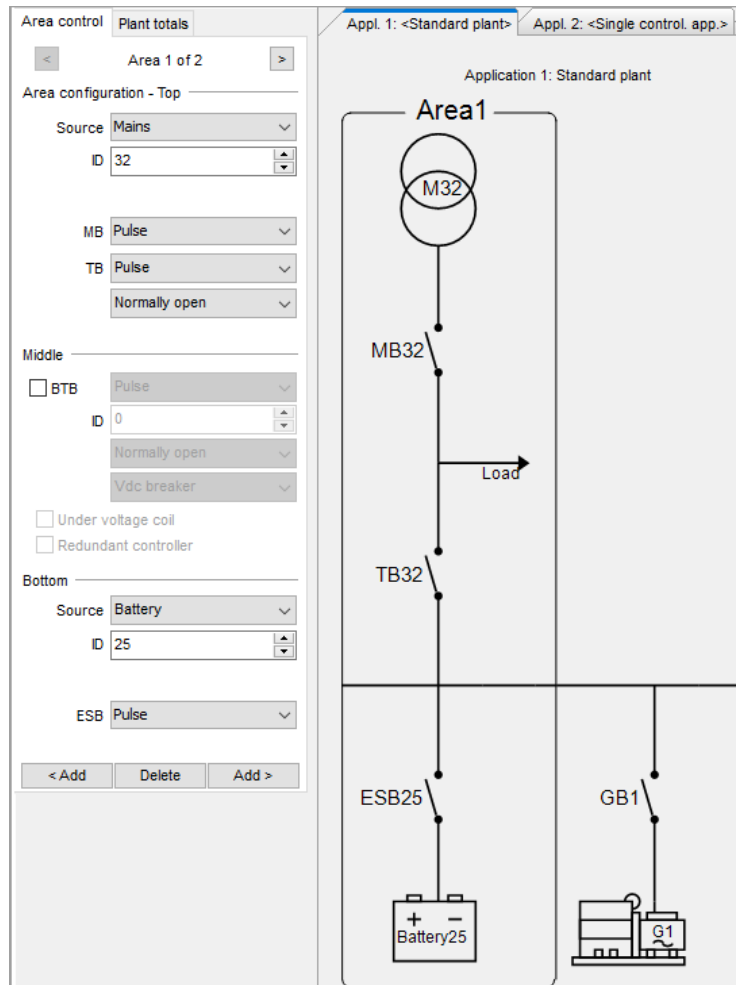 Area control
Plant totals
<
Area 1 of 2
>
Area configuration - Top
Source
Mains
ID
32
MB
Pulse
TB
Pulse
Normally open
Middle
BTB
Pulse
ID
0
Normally open
Vdc breaker
Under voltage coil
Redundant controller
Bottom
Source
Battery
ID
25
ESB
Pulse
< Add
Delete
Add >
Appl. 1: <Standard plant>
Appl. 2: <Single control. app.>
Application 1: Standard plant
Area1
M32
MB32
Load
TB32
ESB25
GB1
+ −
Battery25
G1